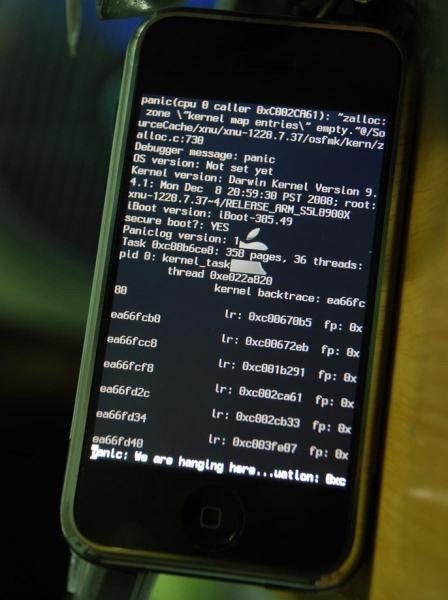 panic(cpu 0 caller 0xC002CA61): "zalloc:
zone \"kernel map entries\" empty."@/So
urceCache/xnu/xnu-1228.7.37/osfmk/kern/z
alloc.c:730
Debugger message: panic
OS version: Not set yet
Kernel version: Darwin Kernel Version 9.
4.1: Mon Dec  8 20:59:30 PST 2008; root:
xnu-1228.7.37~4/RELEASE_ARM_S5L8900X
iBoot version: iBoot-385.49
secure boot?: YES
Paniclog version: 1
Task 0xc00b6ce8: 358 pages, 36 threads:
pid 0: kernel_task
thread 0xe022a820
kernel backtrace: ea66fc
80
lr: 0xc00670b5 fp: 0x
ea66fcb0
lr: 0xc00672eb fp: 0x
ea66fcc8
lr: 0xc001b291 fp: 0x
ea66fcf8
lr: 0xc002ca61 fp: 0x
ea66fd2c
lr: 0xc002cb33 fp: 0x
ea66fd34
lr: 0xc003fe07 fp: 0x
ea66fd40
Panic: We are hanging here...uation: 0xc